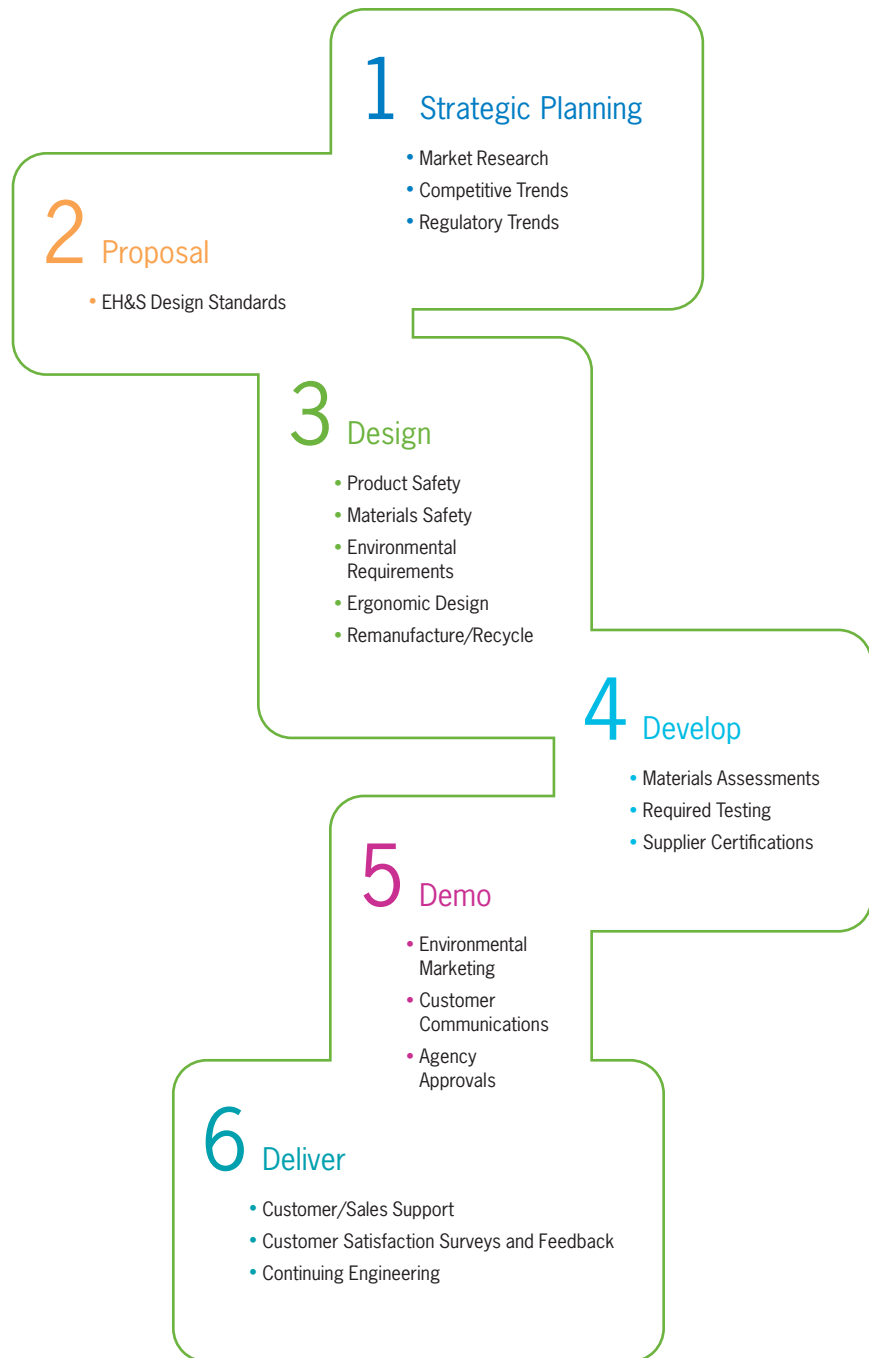 1 Strategic Planning
• Market Research
• Competitive Trends
• Regulatory Trends
2 Proposal
• EH&S Design Standards
3 Design
• Product Safety
• Materials Safety
• Environmental
Requirements
• Ergonomic Design
• Remanufacture/Recycle
4 Develop
• Materials Assessments
• Required Testing
• Supplier Certifications
5 Demo
• Environmental
Marketing
• Customer
Communications
• Agency
Approvals
6 Deliver
• Customer/Sales Support
• Customer Satisfaction Surveys and Feedback
• Continuing Engineering